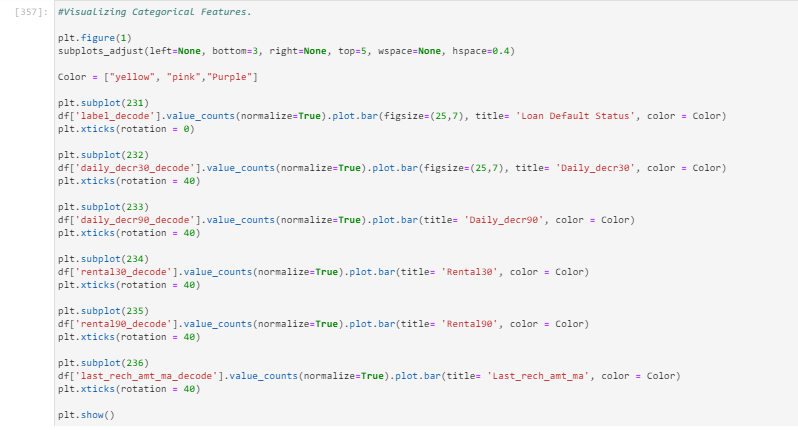 [357]: #Visualizing Categorical Features.
plt.figure(1)
subplots_adjust(left=None, bottom=3, right=None, top=5, wspace=None, hspace=0.4)
Color = ["yellow", "pink","Purple"]
plt.subplot(231)
df['label_decode'].value_counts(normalize=True).plot.bar(figsize=(25,7), title= 'Loan Default Status', color = Color)
plt.xticks(rotation = 0)
plt.subplot(232)
df['daily_decr30_decode'].value_counts(normalize=True).plot.bar(figsize=(25,7), title= 'Daily_decr30', color = Color)
plt.xticks(rotation = 40)
plt.subplot(233)
df['daily_decr90_decode'].value_counts(normalize=True).plot.bar(title= 'Daily_decr90', color = Color)
plt.xticks(rotation = 40)
plt.subplot(234)
df['rental30_decode'].value_counts(normalize=True).plot.bar(title= 'Rental30', color = Color)
plt.xticks(rotation = 40)
plt.subplot(235)
df['rental90_decode'].value_counts(normalize=True).plot.bar(title= 'Rental90', color = Color)
plt.xticks(rotation = 40)
plt.subplot(236)
df['last_rech_amt_ma_decode'].value_counts(normalize=True).plot.bar(title= 'Last_rech_amt_ma', color = Color)
plt.xticks(rotation = 40)
plt.show()